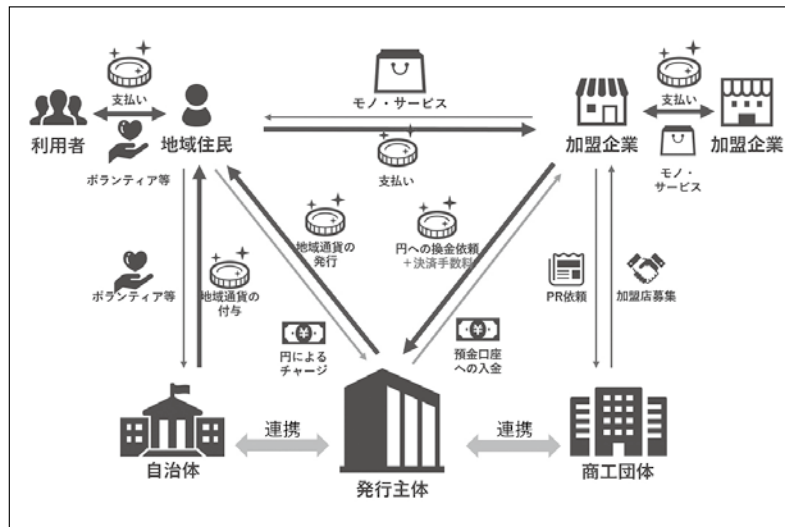 支払い
モノ・サービス
支払い
利用者
地域住民
加盟企業
加盟企業
ボランティア等
支払い
モノ・
サービス
地域通貨の
発行
円への換金依頼
+決済手数料
ボランティア等
地域通貨の
付与
PR依頼
加盟店募集
¥
円による
チャージ
¥
預金口座
への入金
連携
連携
自治体
発行主体
商工団体